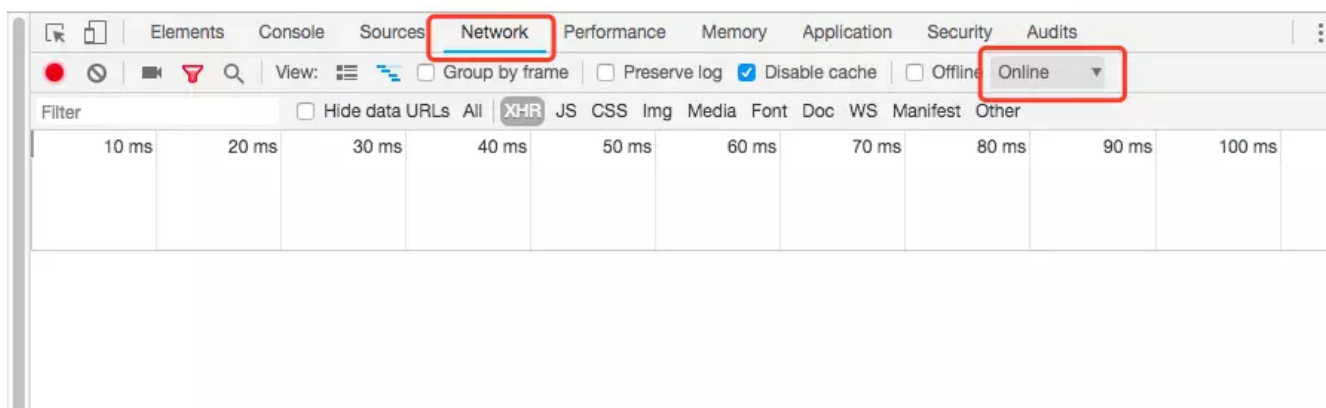 Elements Console Sources Network Performance Memory Application Security Audits
View: Group by frame Preserve log Disable cache Offline Online
Filter Hide data URLs All XHR JS CSS Img Media Font Doc WS Manifest Other
10 ms 20 ms 30 ms 40 ms 50 ms 60 ms 70 ms 80 ms 90 ms 100 ms